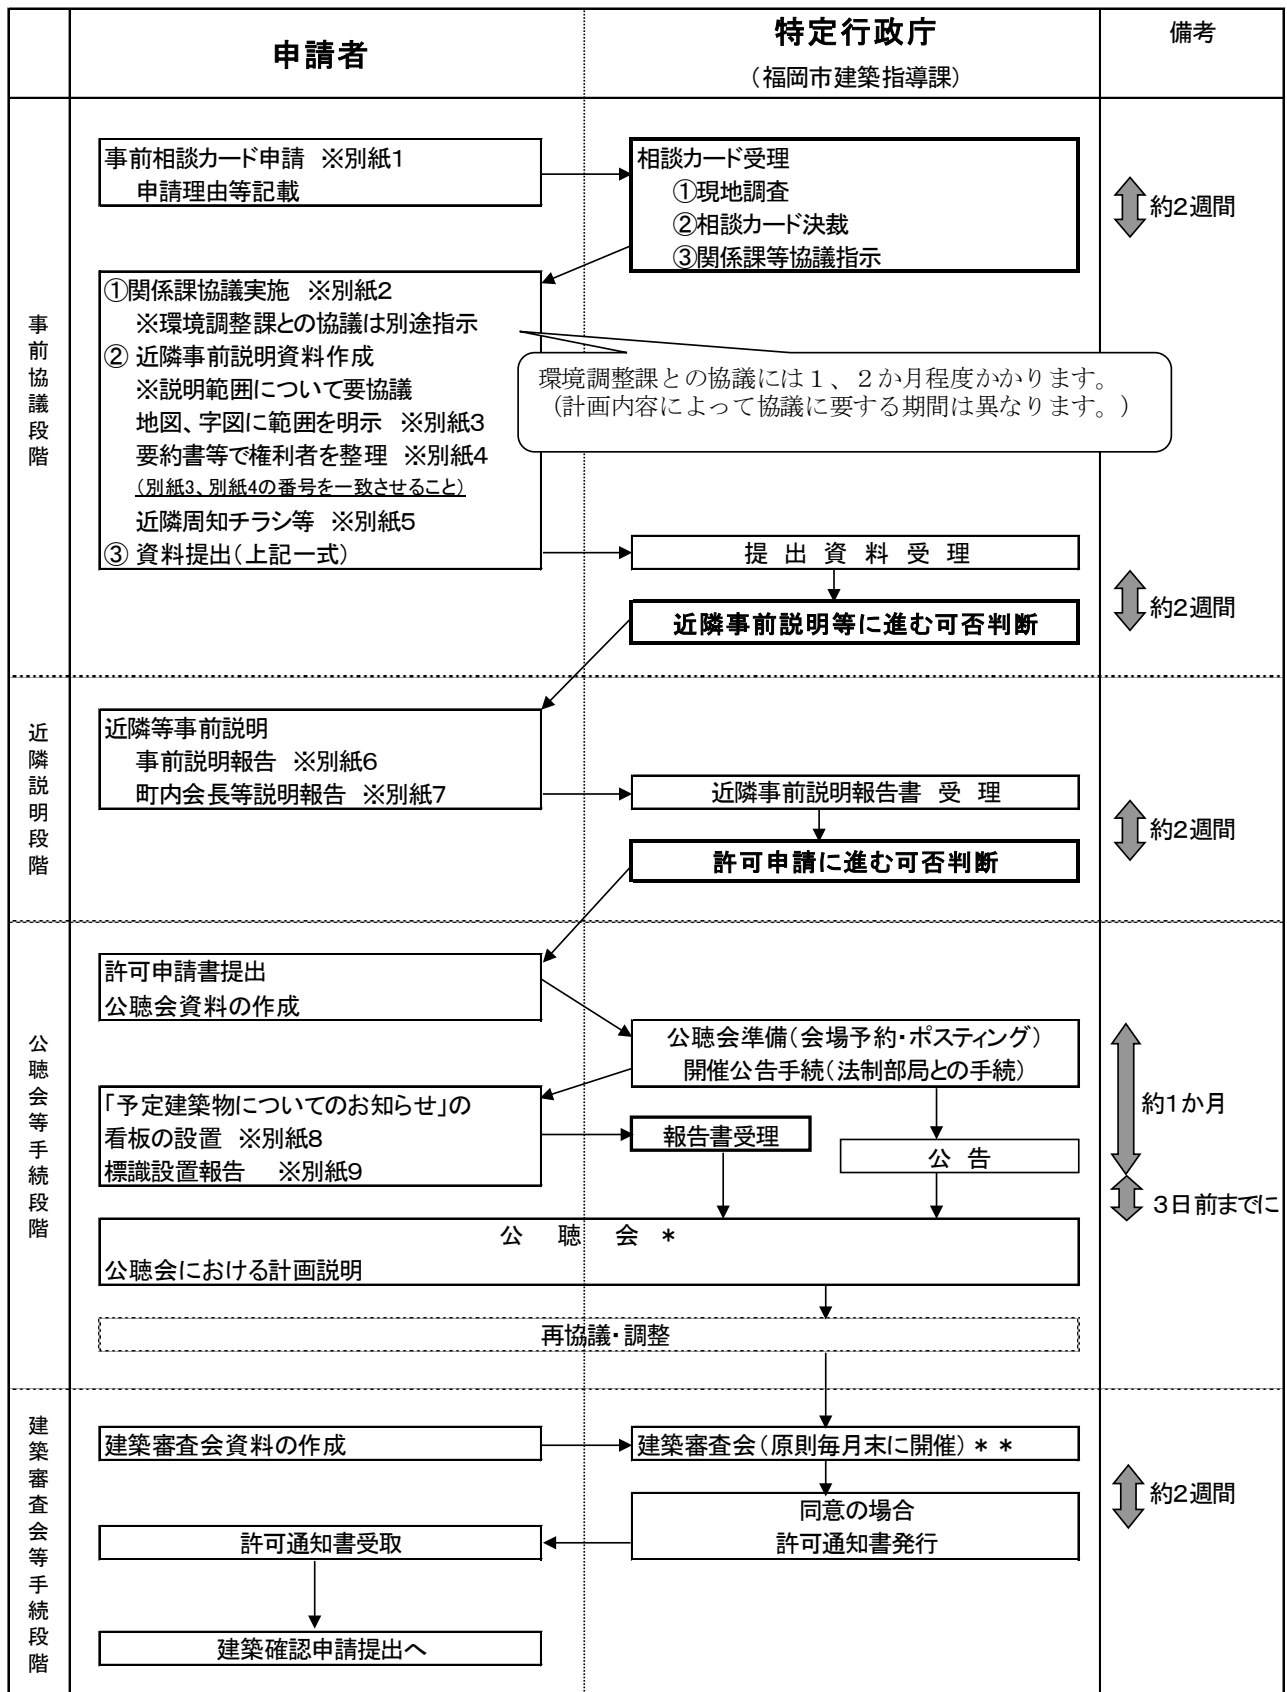 申請者
特定行政庁
（福岡市建築指導課）
備考
事前協議段階
事前相談カード申請　※別紙１
申請理由等記載
相談カード受理
①現地調査
②相談カード決裁
③関係課等協議指示
約２週間
①関係課協議実施　※別紙２
※環境調整課との協議は別途指示
② 近隣事前説明資料作成
※説明範囲について要協議
地図、字図に範囲を明示　※別紙３
要約書等で権利者を整理　※別紙４
（別紙３、別紙４の番号を一致させること）
近隣周知チラシ等　※別紙５
③ 資料提出（上記一式）
環境調整課との協議には１、２か月程度かかります。
（計画内容によって協議に要する期間は異なります。）
提 出 資 料 受 理
近隣事前説明等に進む可否判断
約２週間
近隣説明段階
近隣等事前説明
事前説明報告　※別紙６
町内会長等説明報告　※別紙７
近隣事前説明報告書 受 理
許可申請に進む可否判断
約２週間
公聴会等手続段階
許可申請書提出
公聴会資料の作成
公聴会準備（会場予約・ポスティング）
開催公告手続（法制部局との手続）
約１か月
「予定建築物についてのお知らせ」の
看板の設置　※別紙８
標識設置報告　　※別紙９
報告書受理
公 告
３日前までに
公　聴　会 ＊
公聴会における計画説明
再協議・調整
建築審査会等手続段階
建築審査会資料の作成
建築審査会（原則毎月末に開催）＊＊
同意の場合
許可通知書発行
約２週間
許可通知書受取
建築確認申請提出へ